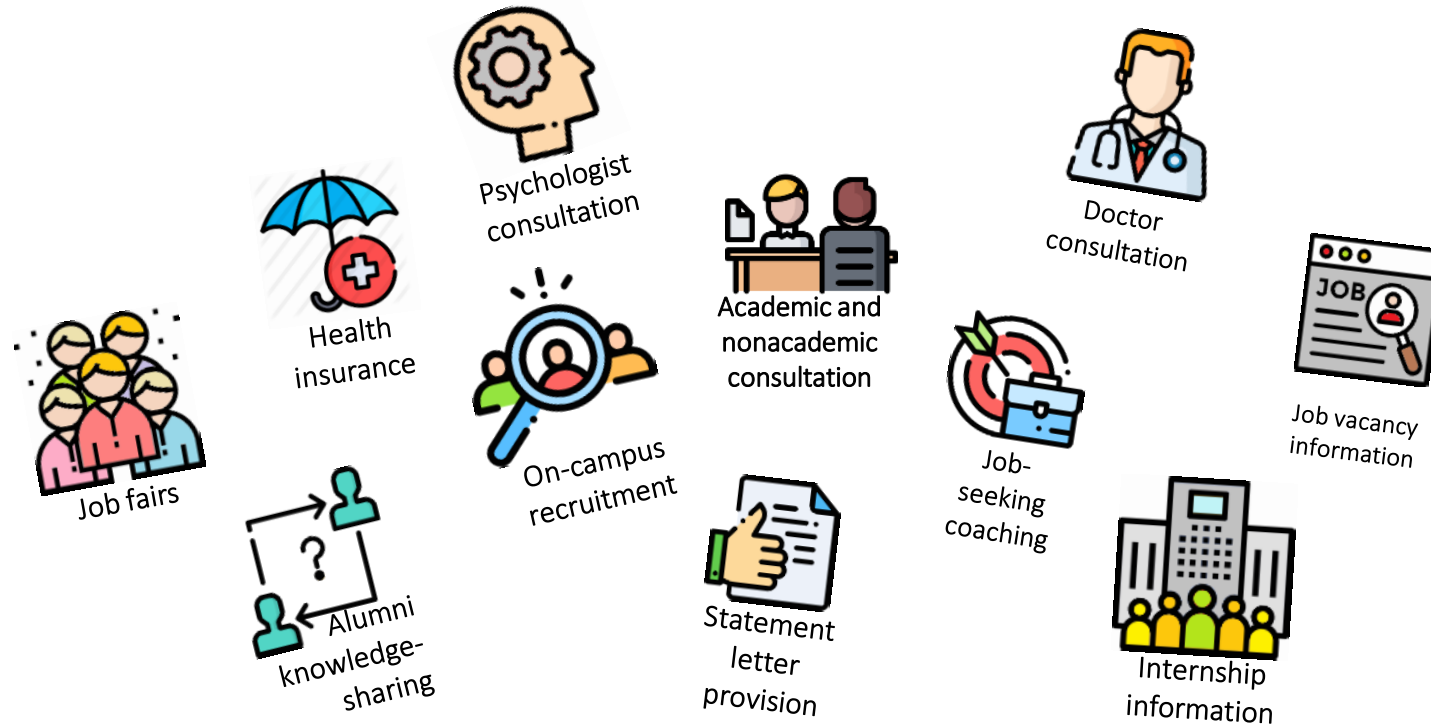 Psychologist
consultation
Doctor
consultation
Health
insurance
Academic and
nonacademic
consultation
JOB
Job vacancy
information
Job fairs
On-campus
recruitment
Job-
seeking
coaching
?
Alumni
knowledge-
sharing
Statement
letter
provision
Internship
information